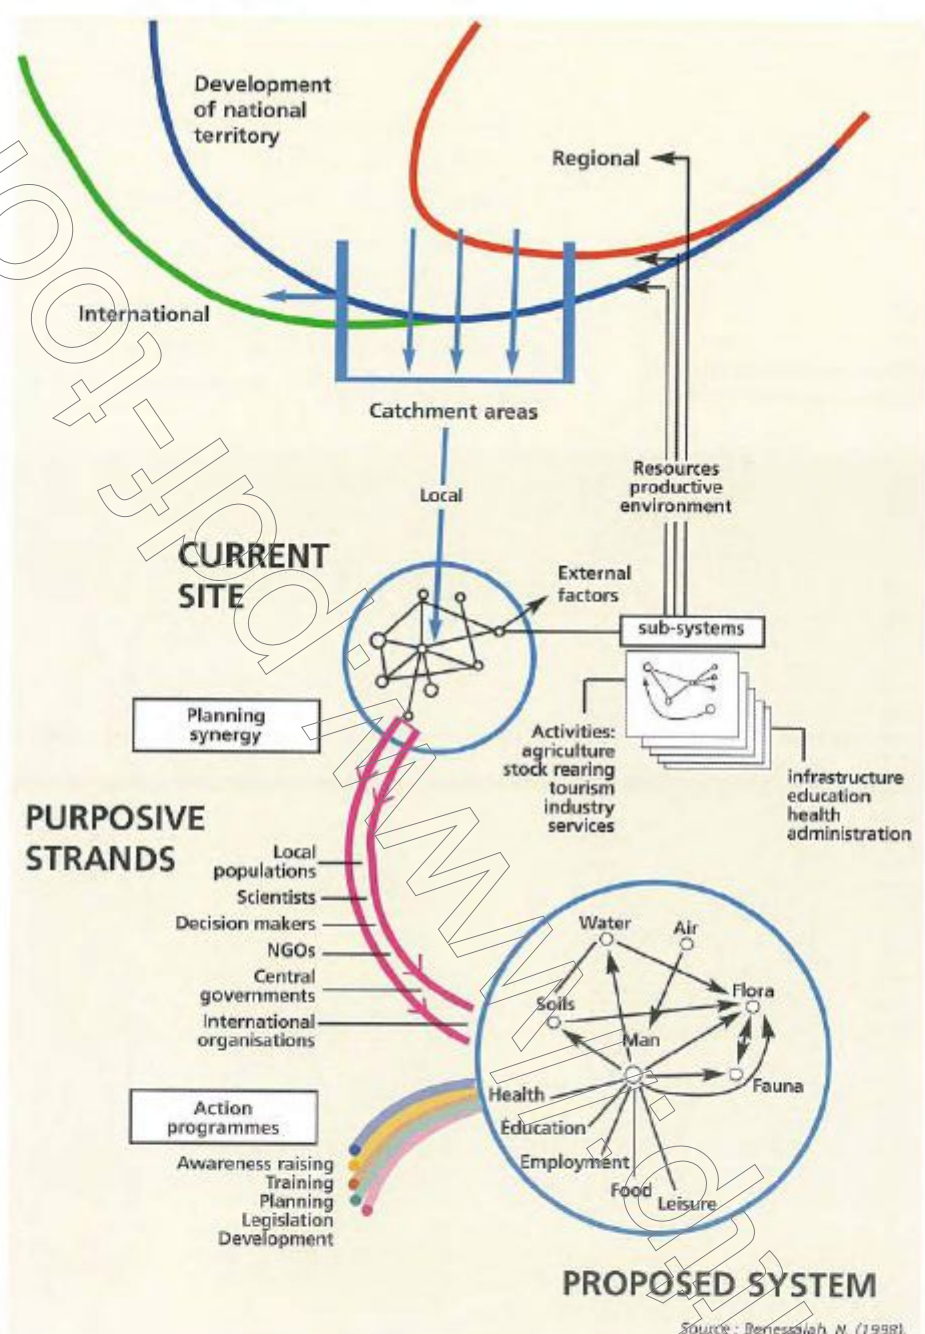 Development
of national
territory
Regional
International
Catchment areas
Local
Resources
productive
environment
CURRENT
SITE
External
factors
sub-systems
Planning
synergy
Activities:
agriculture
stock rearing
tourism
industry
services
infrastructure
education
health
administration
PURPOSIVE
STRANDS
Local
populations
Scientists
Decision makers
NGOs
Central
governments
International
organisations
Water
Air
Soils
Flora
Man
Fauna
Health
Education
Employment
Food
Leisure
Action
programmes
Awareness raising
Training
Planning
Legislation
Development
PROPOSED SYSTEM
Source : Benessaiah, N. (1998).